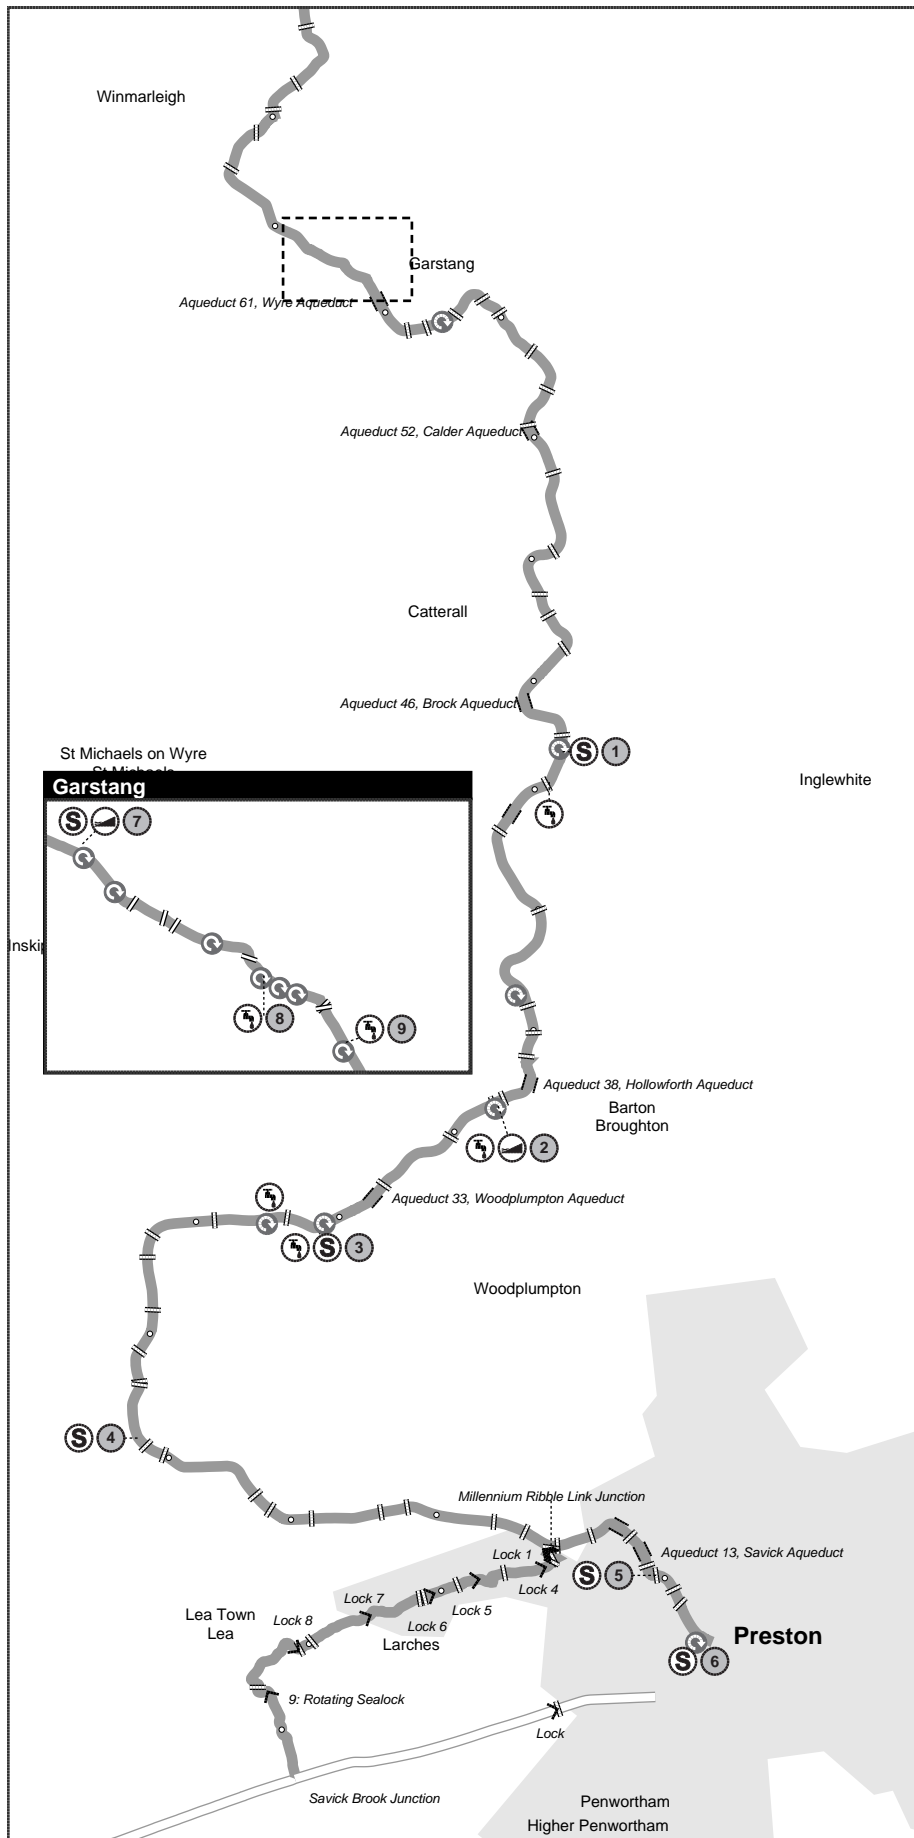 Winmarleigh
Garstang
Aqueduct 61, Wyre Aqueduct
Aqueduct 52, Calder Aqueduct
Catterall
Aqueduct 46, Brock Aqueduct
St Michaels on Wyre
S 1
Inglewhite
Garstang
S 7
8
9
Aqueduct 38, Hollowforth Aqueduct
Barton
Broughton
2
Aqueduct 33, Woodplumpton Aqueduct
S 3
Woodplumpton
S 4
Millennium Ribble Link Junction
Lock 1
Aqueduct 13, Savick Aqueduct
S 5
Lock 4
Lock 5
Lock 7
Lock 6
Lea Town
Lea
Lock 8
Larches
Preston
S 6
9: Rotating Sealock
Lock
Savick Brook Junction
Penwortham
Higher Penwortham